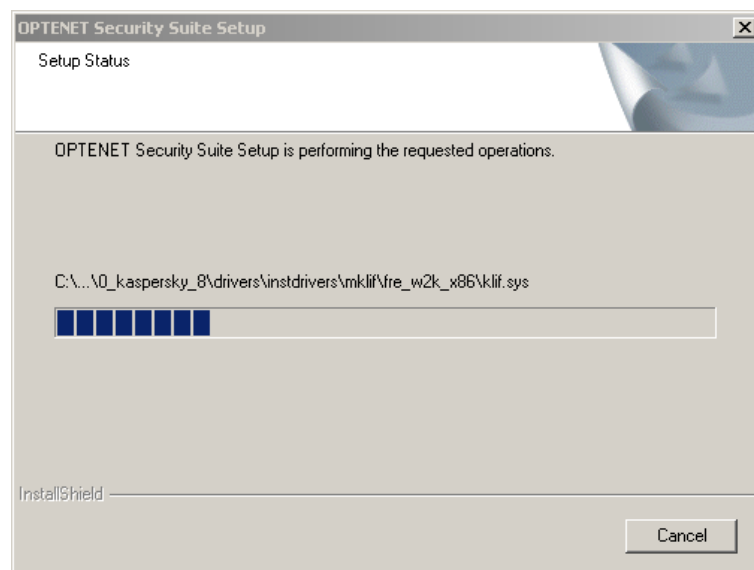 OPTENET Security Suite Setup
Setup Status
OPTENET Security Suite Setup is performing the requested operations.
C:\...\0_kaspersky_8\drivers\instdrivers\mklif\fre_w2k_x86\klif.sys
InstallShield
Cancel